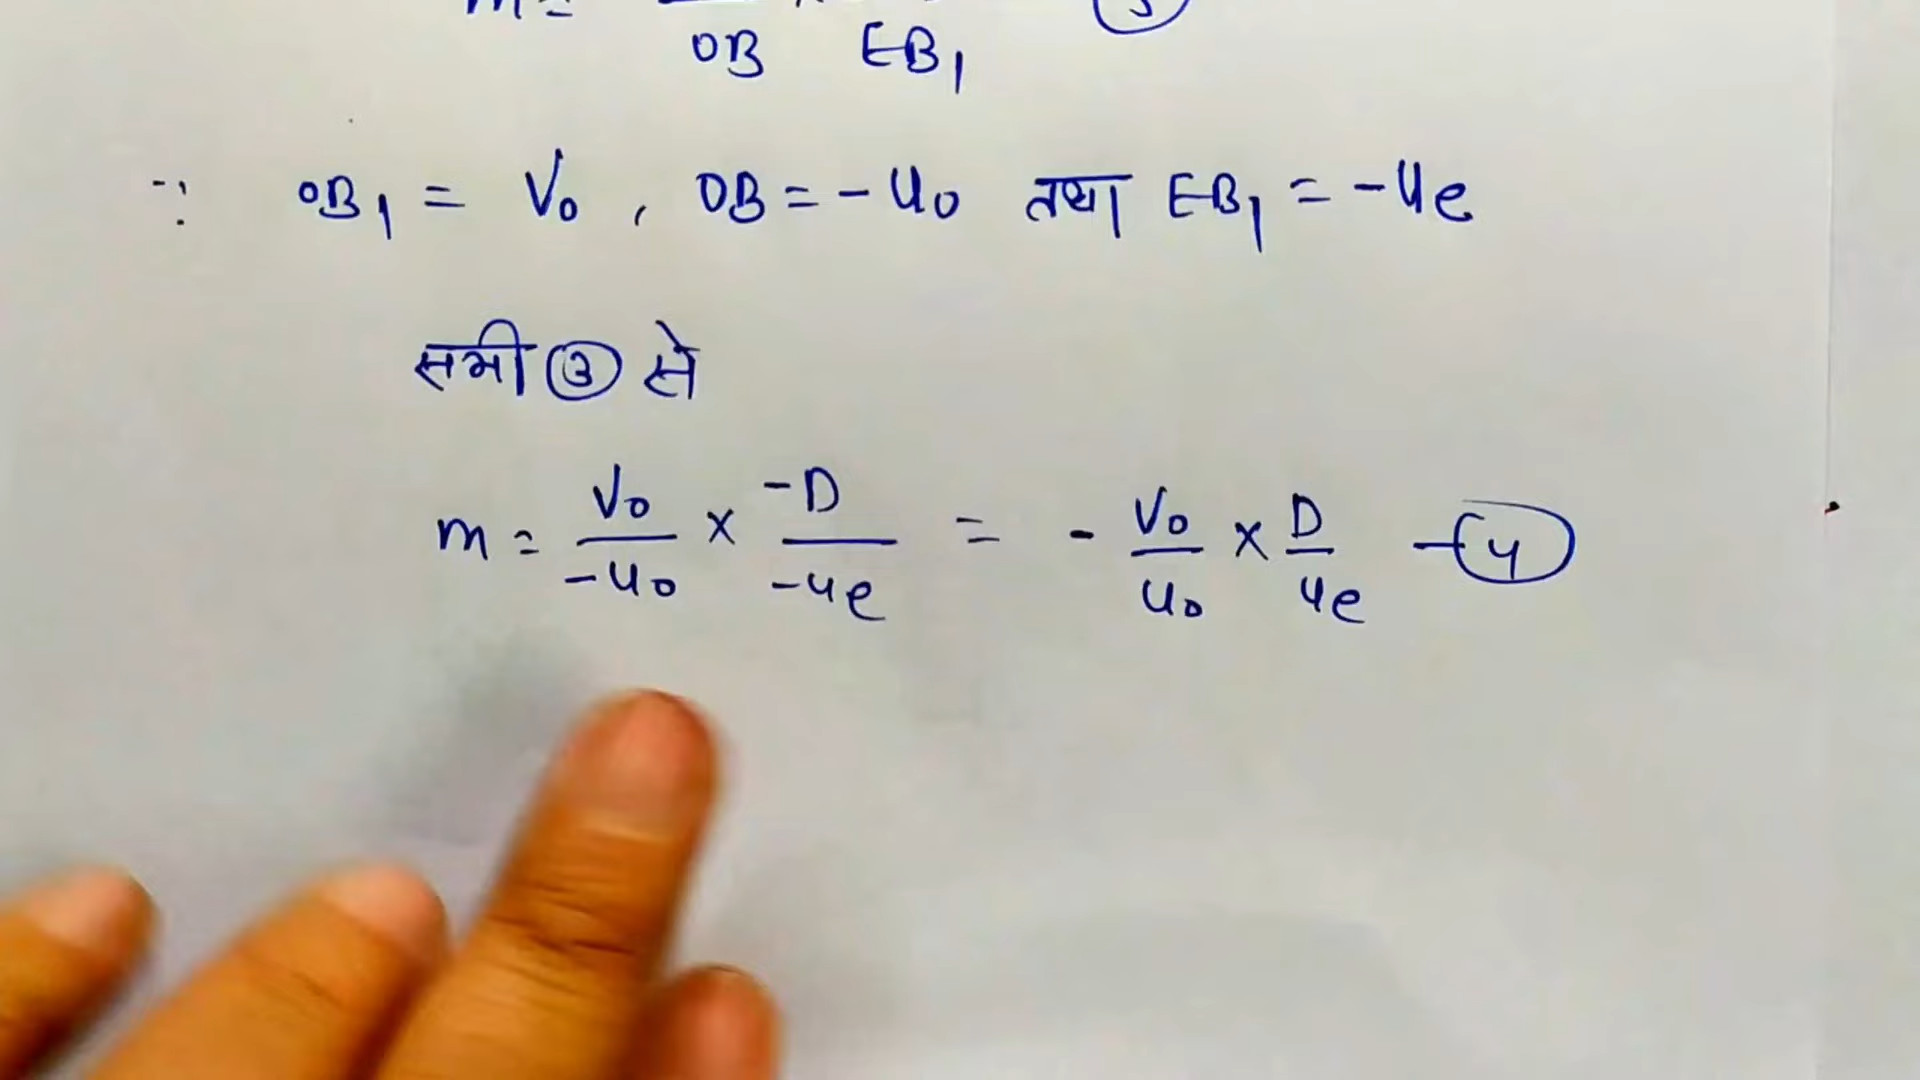 m =
OB EB₁
∵ OB₁ = V₀, OB = -u₀ तथा EB₁ = -ue
समी ③ से
m = V₀/-u₀ × -D/-ue = - V₀/u₀ × D/ue -④